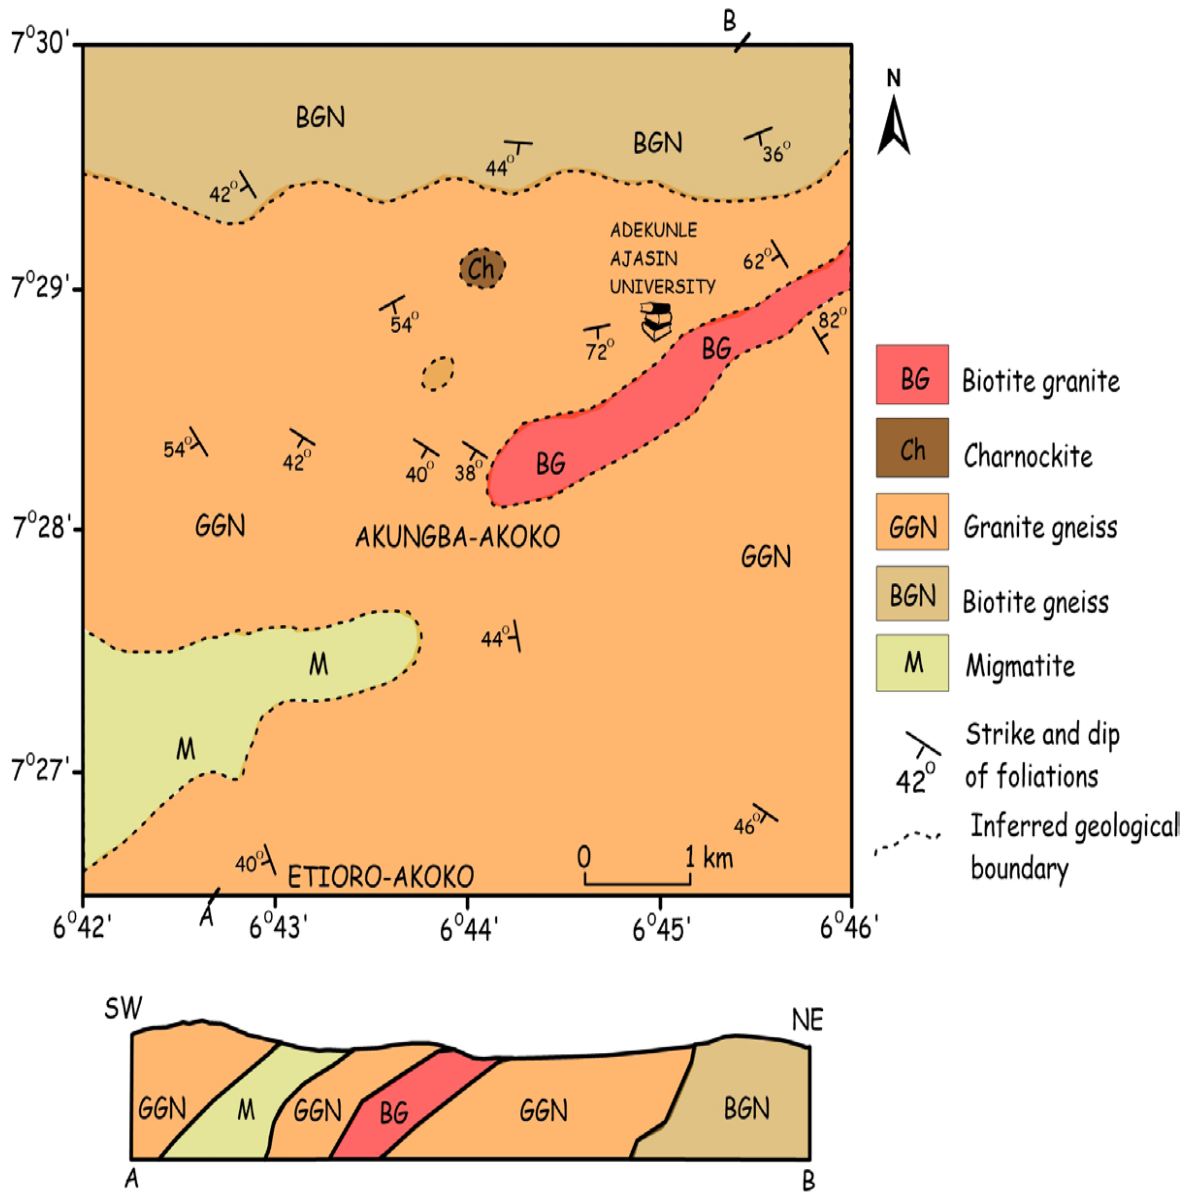 B
7°30'
N
BGN
BGN
44°
36°
42°
ADEKUNLE
AJASIN
UNIVERSITY
62°
Ch
7°29'
54°
82°
72°
BG
BG
Biotite granite
54°
42°
40°
38°
BG
Ch
Charnockite
7°28'
GGN
AKUNGBA-AKOKO
GGN
GGN
Granite gneiss
BGN
Biotite gneiss
44°
M
M
Migmatite
M
7°27'
Strike and dip
of foliations
42°
46°
Inferred geological
boundary
40°
ETIORO-AKOKO
0
1 km
A
6°42'
6°43'
6°44'
6°45'
6°46'
SW
NE
GGN
M
GGN
BG
GGN
BGN
A
B